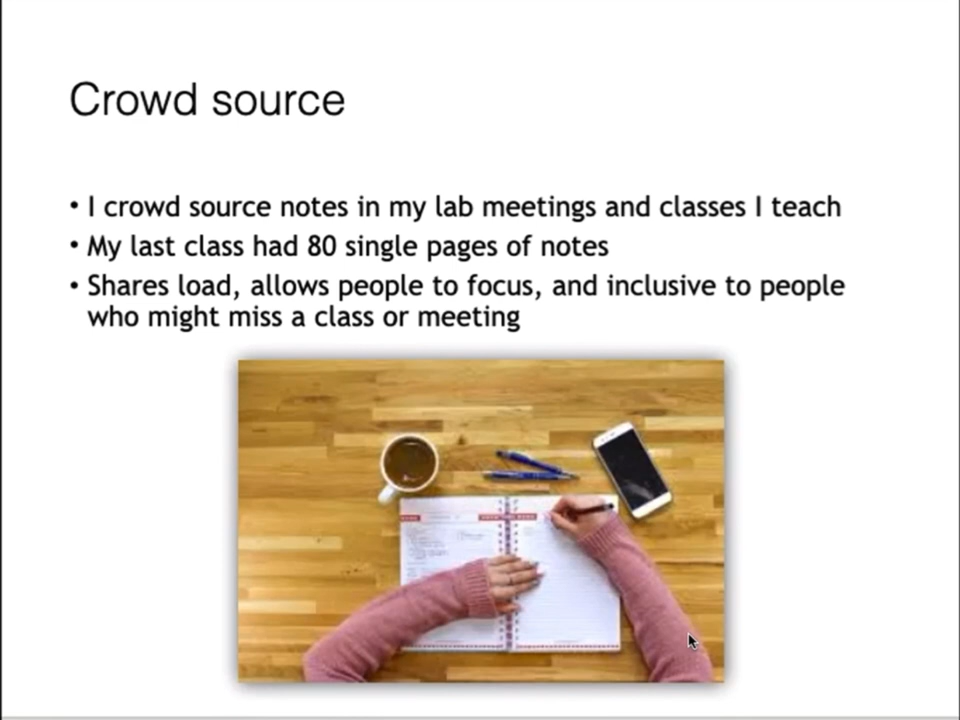 Crowd source
• I crowd source notes in my lab meetings and classes I teach
• My last class had 80 single pages of notes
• Shares load, allows people to focus, and inclusive to people
who might miss a class or meeting